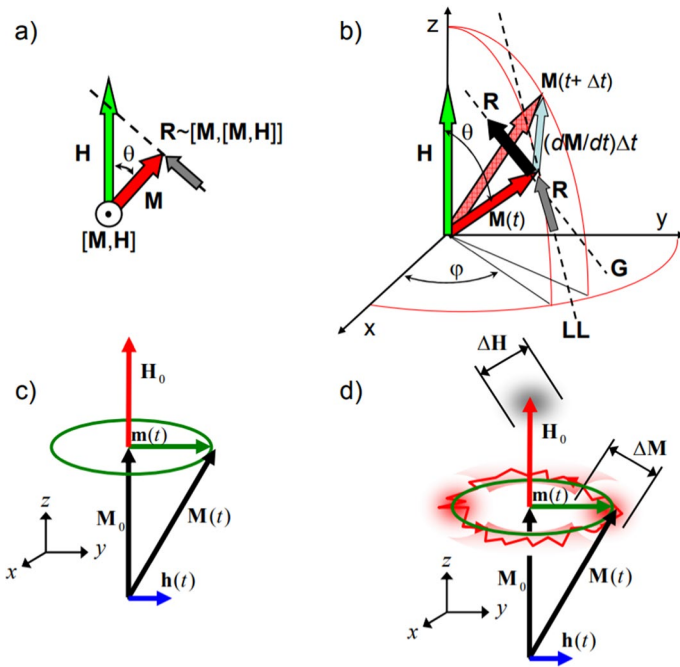 a)
R~[M,[M,H]]
H
θ
M
[M,H]
b)
z
M(t+ Δt)
R
θ
H
(dM/dt)Δt
R
M(t)
y
G
φ
x
LL
c)
H₀
m(t)
M₀
M(t)
z
y
x
h(t)
d)
ΔH
H₀
ΔM
m(t)
M₀
M(t)
z
y
x
h(t)